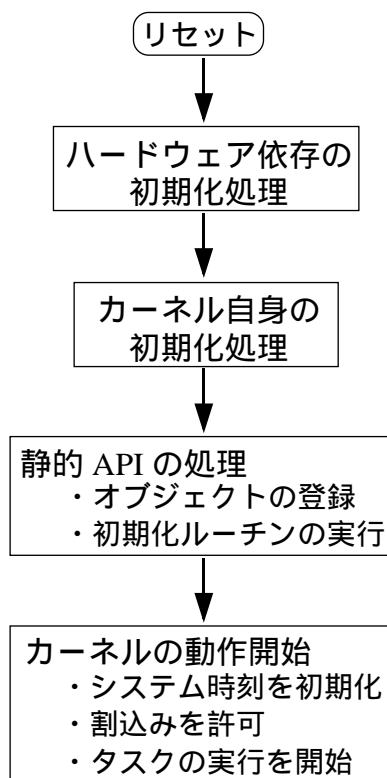 リセット
ハードウェア依存の
初期化処理
カーネル自身の
初期化処理
静的 API の処理
・オブジェクトの登録
・初期化ルーチンの実行
カーネルの動作開始
・システム時刻を初期化
・割込みを許可
・タスクの実行を開始